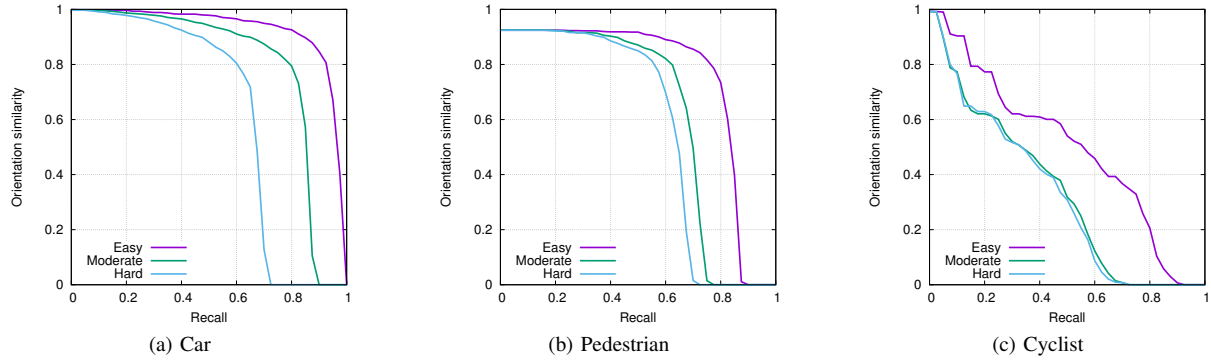 1
0.8
0.6
0.4
0.2
0
Orientation similarity
Easy
Moderate
Hard
0 0.2 0.4 0.6 0.8 1
Recall
(a) Car
1
0.8
0.6
0.4
0.2
0
Orientation similarity
Easy
Moderate
Hard
0 0.2 0.4 0.6 0.8 1
Recall
(b) Pedestrian
1
0.8
0.6
0.4
0.2
0
Orientation similarity
Easy
Moderate
Hard
0 0.2 0.4 0.6 0.8 1
Recall
(c) Cyclist